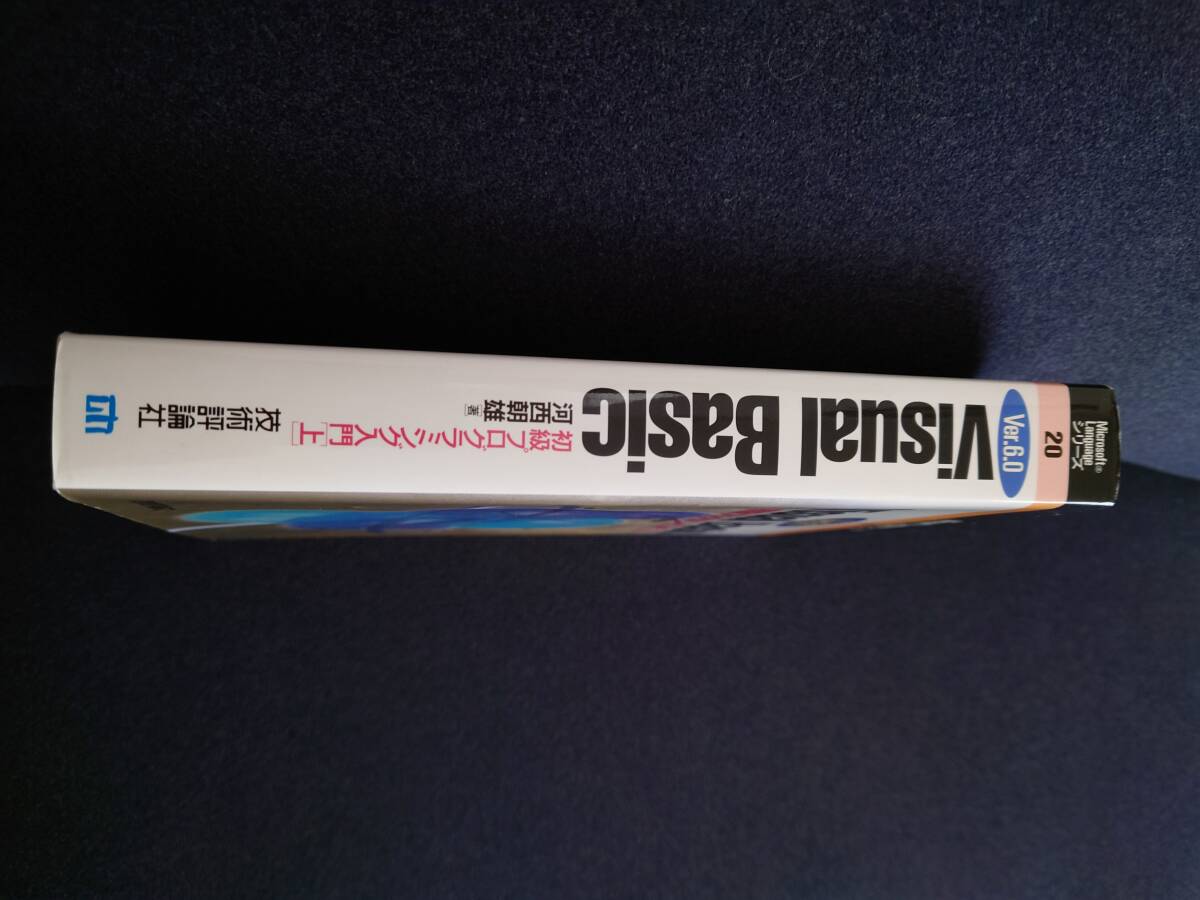 Microsoft®
Language
シリーズ
20
Ver.6.0
Visual Basic
初級プログラミング入門[上]
河西朝雄[著]
技術評論社